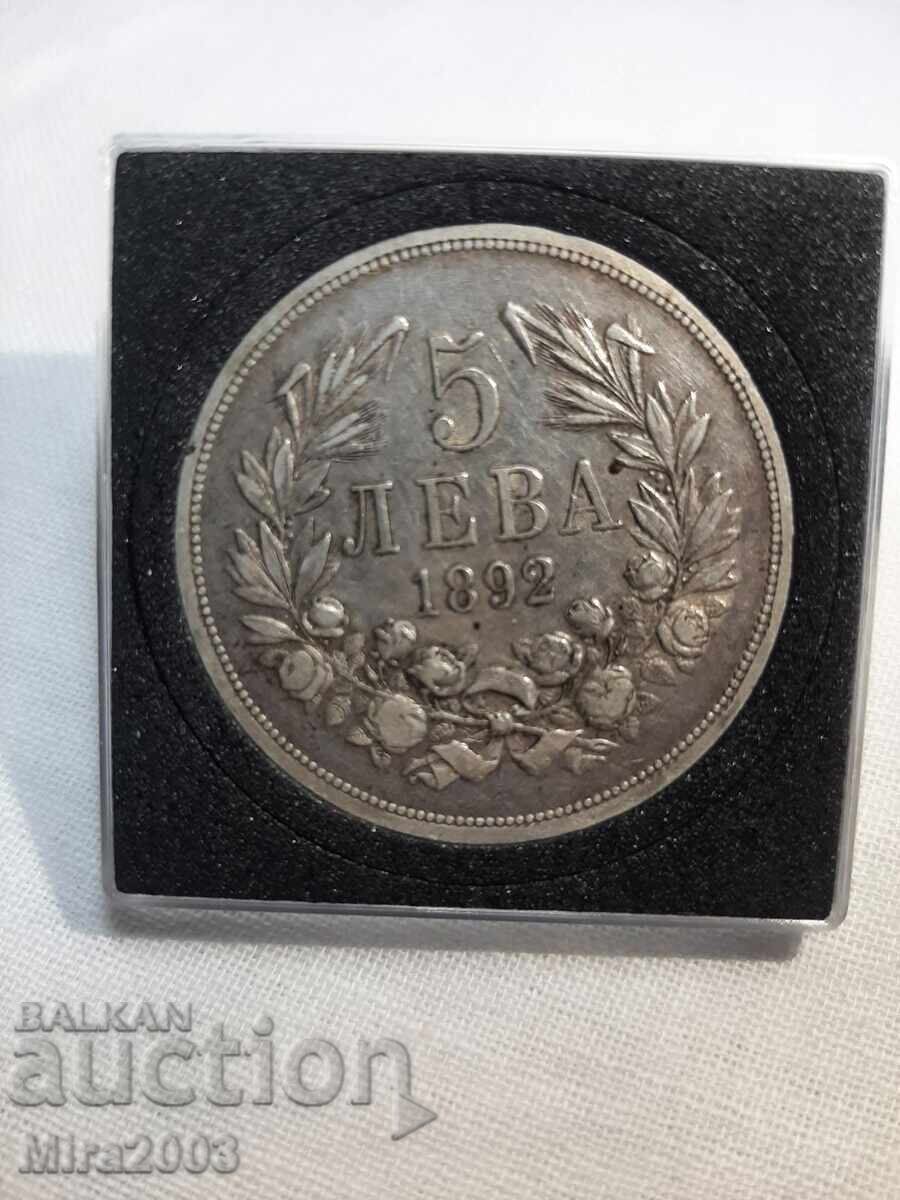 5
ЛЕВА
1892
BALKAN
auction
Mira2003